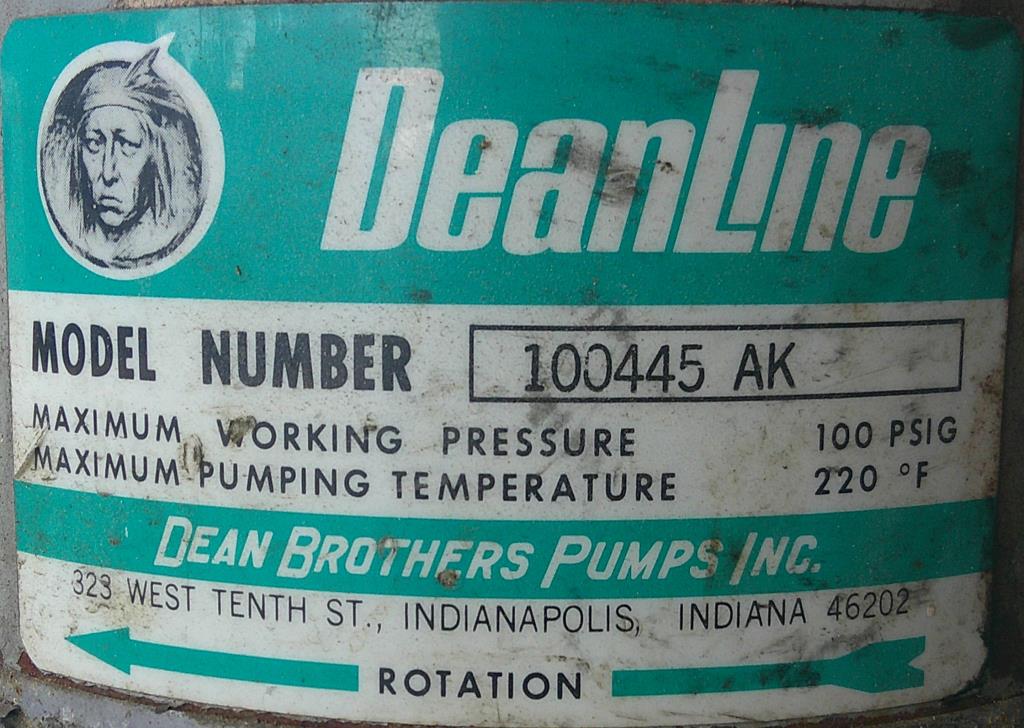 DeanLine
MODEL NUMBER 100445 AK
MAXIMUM WORKING PRESSURE 100 PSIG
MAXIMUM PUMPING TEMPERATURE 220 °F
DEAN BROTHERS PUMPS INC.
323 WEST TENTH ST., INDIANAPOLIS, INDIANA 46202
ROTATION